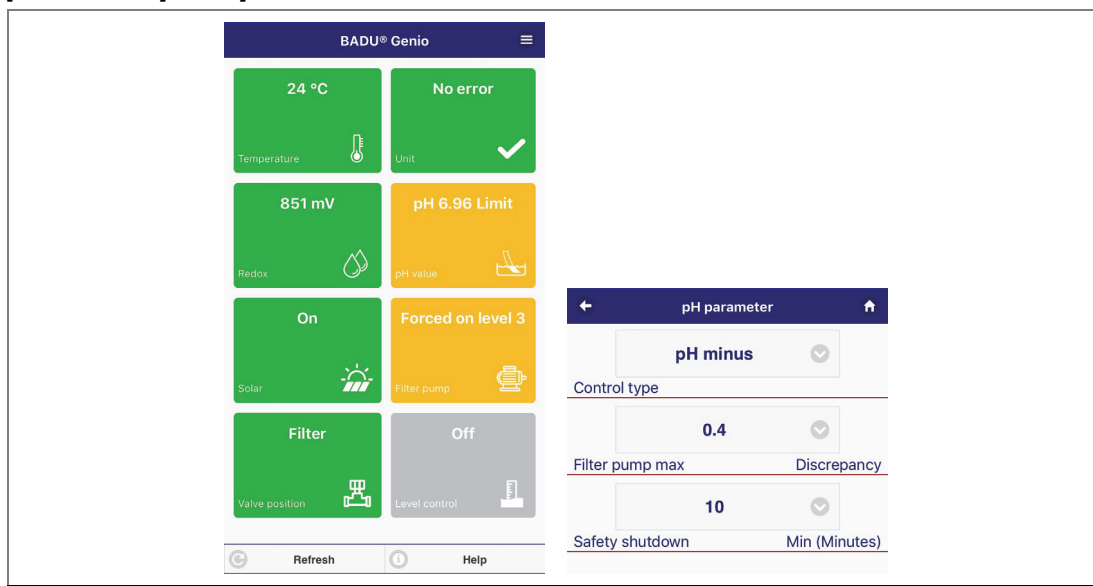 BADU® Genio
24 °C
Temperature
No error
Unit
851 mV
Redox
pH 6.96 Limit
pH value
On
Solar
Forced on level 3
Filter pump
Filter
Valve position
Off
Level control
Refresh
Help
pH parameter
pH minus
Control type
0.4
Filter pump max Discrepancy
10
Safety shutdown Min (Minutes)